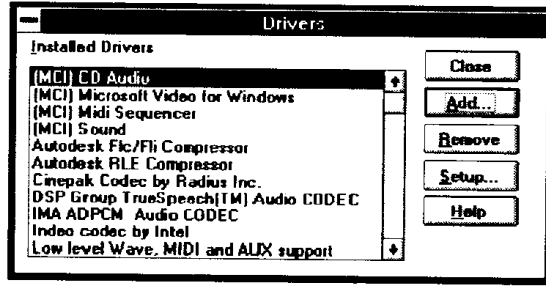 Drivers
Installed Drivers
[MCI] CD Audio
[MCI] Microsoft Video for Windows
[MCI] Midi Sequencer
[MCI] Sound
Autodesk Flc/Fli Compressor
Autodesk RLE Compressor
Cinepak Codec by Radius Inc.
DSP Group TrueSpeech(TM) Audio CODEC
IMA ADPCM Audio CODEC
Indeo codec by Intel
Low level Wave, MIDI and AUX support
Close
Add...
Remove
Setup...
Help